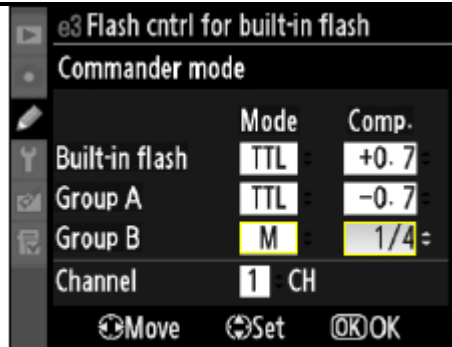 e3 Flash cntrl for built-in flash
Commander mode
Mode Comp.
Built-in flash TTL +0.7
Group A TTL -0.7
Group B M 1/4
Channel 1 CH
Move Set OK OK